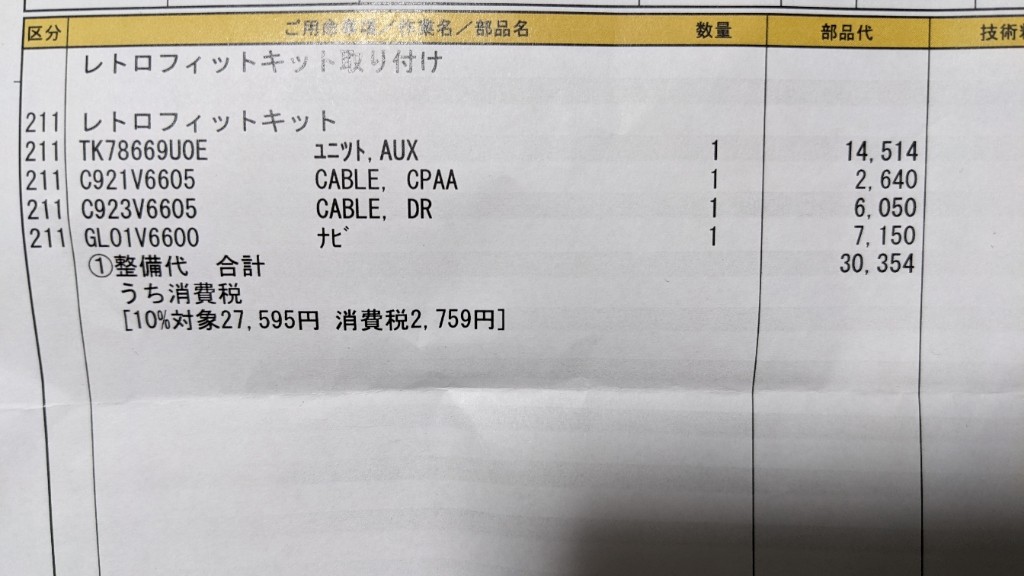 区分 ご用命事項／作業名／部品名 数量 部品代 技術料
レトロフィットキット取り付け
211 レトロフィットキット
211 TK78669U0E ﾕﾆﾂﾄ,AUX 1 14,514
211 C921V6605 CABLE, CPAA 1 2,640
211 C923V6605 CABLE, DR 1 6,050
211 GL01V6600 ﾅﾋﾞ 1 7,150
①整備代 合計 30,354
うち消費税
[10%対象27,595円 消費税2,759円]